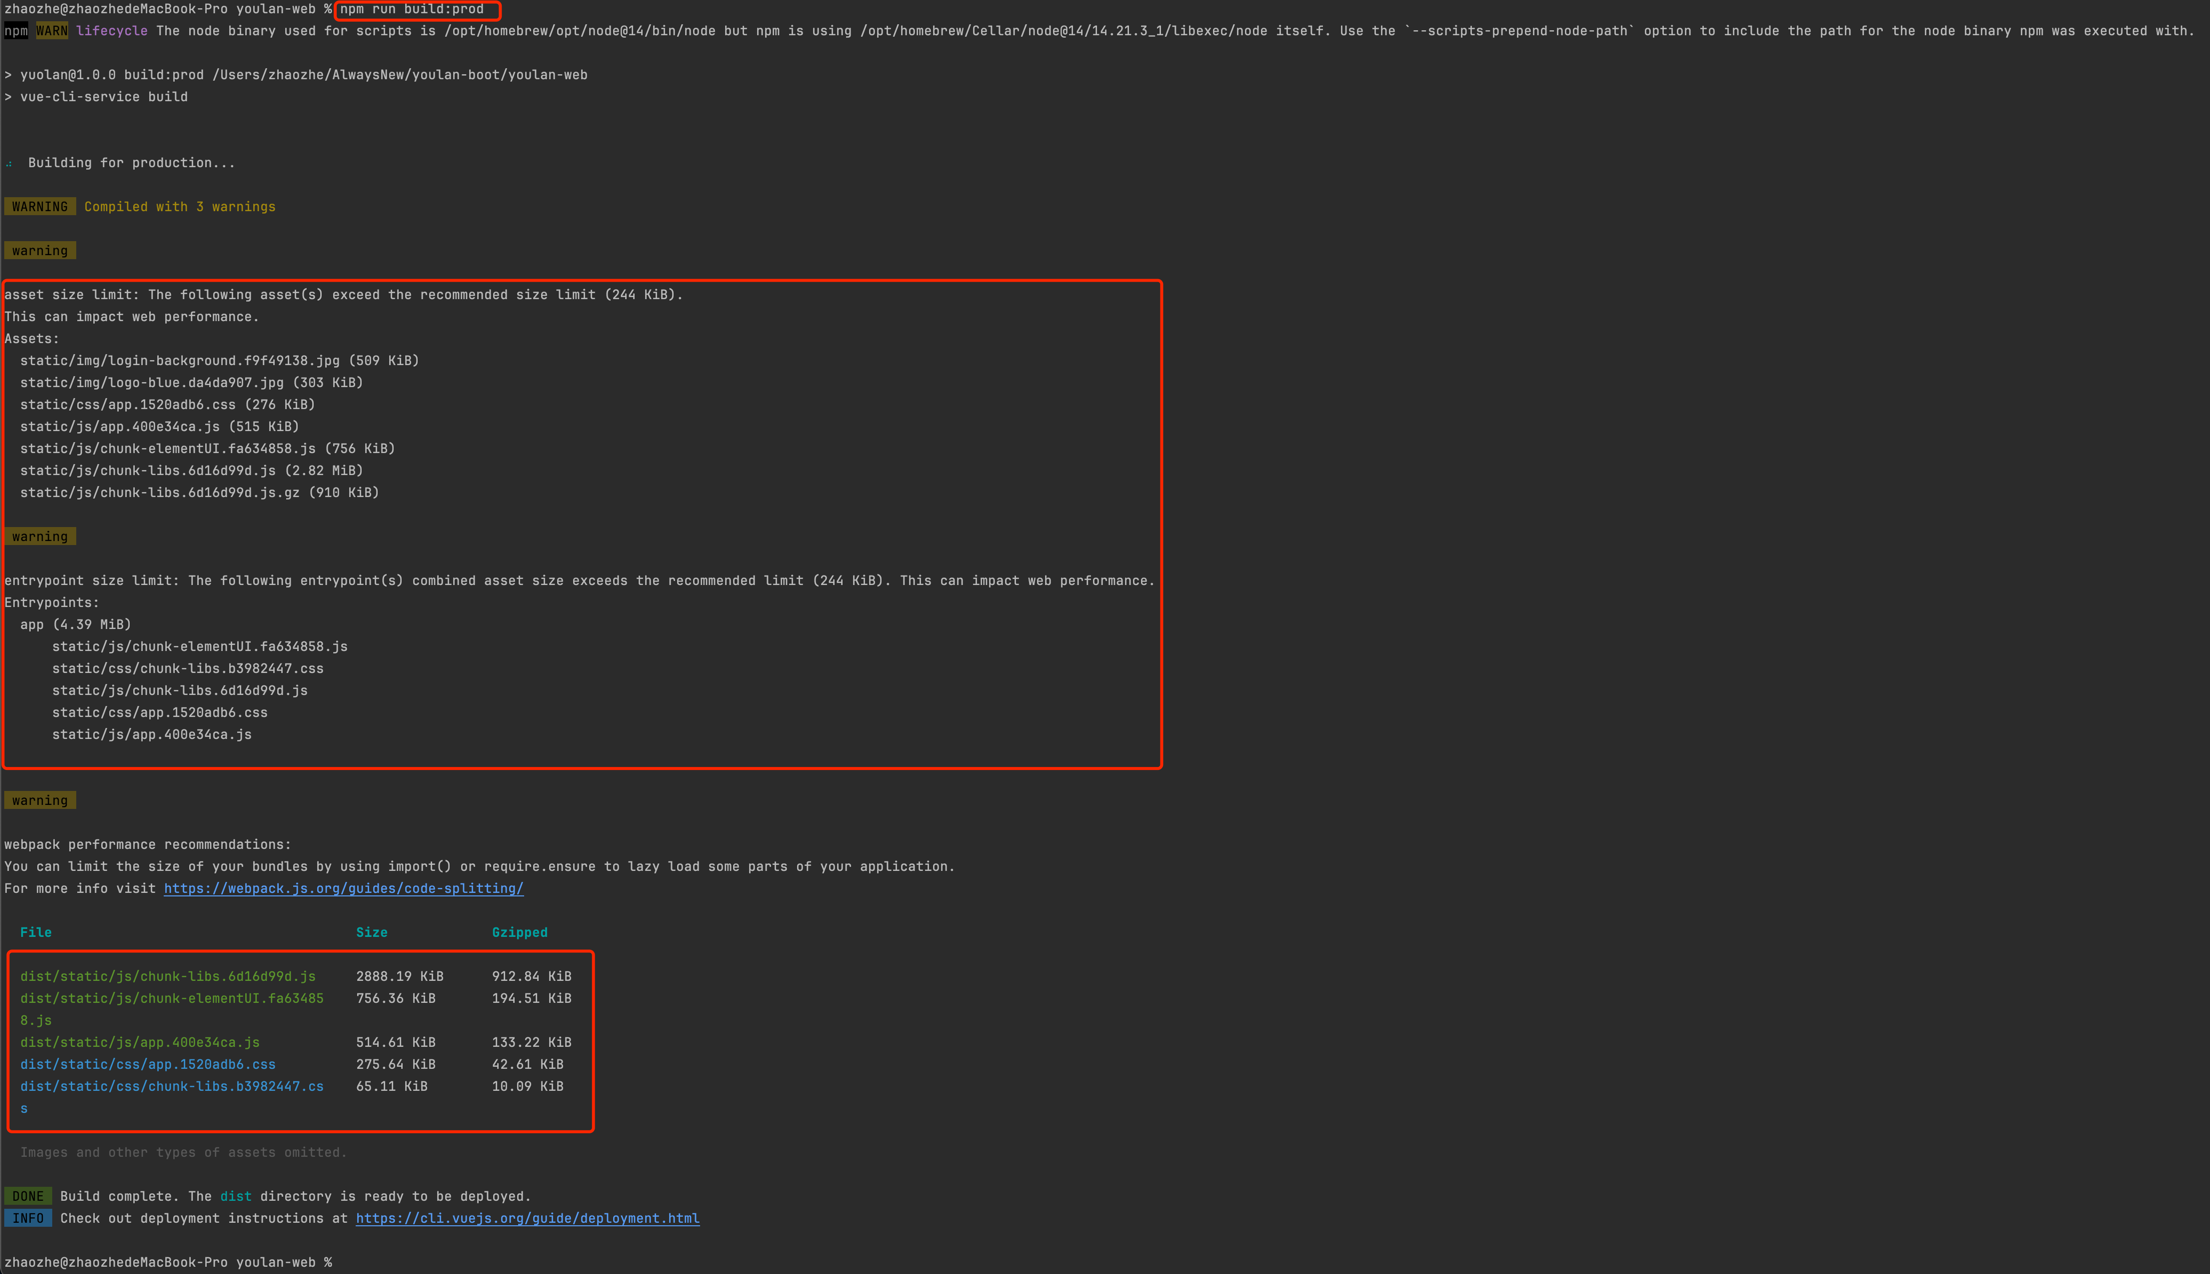 zhaozhe@zhaozhedeMacBook-Pro youlan-web % npm run build:prod
npm WARN lifecycle The node binary used for scripts is /opt/homebrew/opt/node@14/bin/node but npm is using /opt/homebrew/Cellar/node@14/14.21.3_1/libexec/node itself. Use the `--scripts-prepend-node-path` option to include the path for the node binary npm was executed with.
> yuolan@1.0.0 build:prod /Users/zhaozhe/AlwaysNew/youlan-boot/youlan-web
> vue-cli-service build
Building for production...
WARNING Compiled with 3 warnings
warning
asset size limit: The following asset(s) exceed the recommended size limit (244 KiB).
This can impact web performance.
Assets:
static/img/login-background.f9f49138.jpg (509 KiB)
static/img/logo-blue.da4da907.jpg (303 KiB)
static/css/app.1520adb6.css (276 KiB)
static/js/app.400e34ca.js (515 KiB)
static/js/chunk-elementUI.fa634858.js (756 KiB)
static/js/chunk-libs.6d16d99d.js (2.82 MiB)
static/js/chunk-libs.6d16d99d.js.gz (910 KiB)
warning
entrypoint size limit: The following entrypoint(s) combined asset size exceeds the recommended limit (244 KiB). This can impact web performance.
Entrypoints:
app (4.39 MiB)
static/js/chunk-elementUI.fa634858.js
static/css/chunk-libs.b3982447.css
static/js/chunk-libs.6d16d99d.js
static/css/app.1520adb6.css
static/js/app.400e34ca.js
warning
webpack performance recommendations:
You can limit the size of your bundles by using import() or require.ensure to lazy load some parts of your application.
For more info visit https://webpack.js.org/guides/code-splitting/
File Size Gzipped
dist/static/js/chunk-libs.6d16d99d.js 2888.19 KiB 912.84 KiB
dist/static/js/chunk-elementUI.fa63485 756.36 KiB 194.51 KiB
8.js
dist/static/js/app.400e34ca.js 514.61 KiB 133.22 KiB
dist/static/css/app.1520adb6.css 275.64 KiB 42.61 KiB
dist/static/css/chunk-libs.b3982447.cs 65.11 KiB 10.09 KiB
s
Images and other types of assets omitted.
DONE Build complete. The dist directory is ready to be deployed.
INFO Check out deployment instructions at https://cli.vuejs.org/guide/deployment.html
zhaozhe@zhaozhedeMacBook-Pro youlan-web %